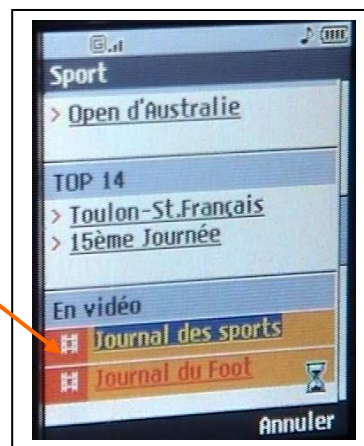 Sport
> Open d'Australie
TOP 14
> Toulon-St.Français
> 15ème Journée
En vidéo
Journal des sports
Journal du Foot
Annuler